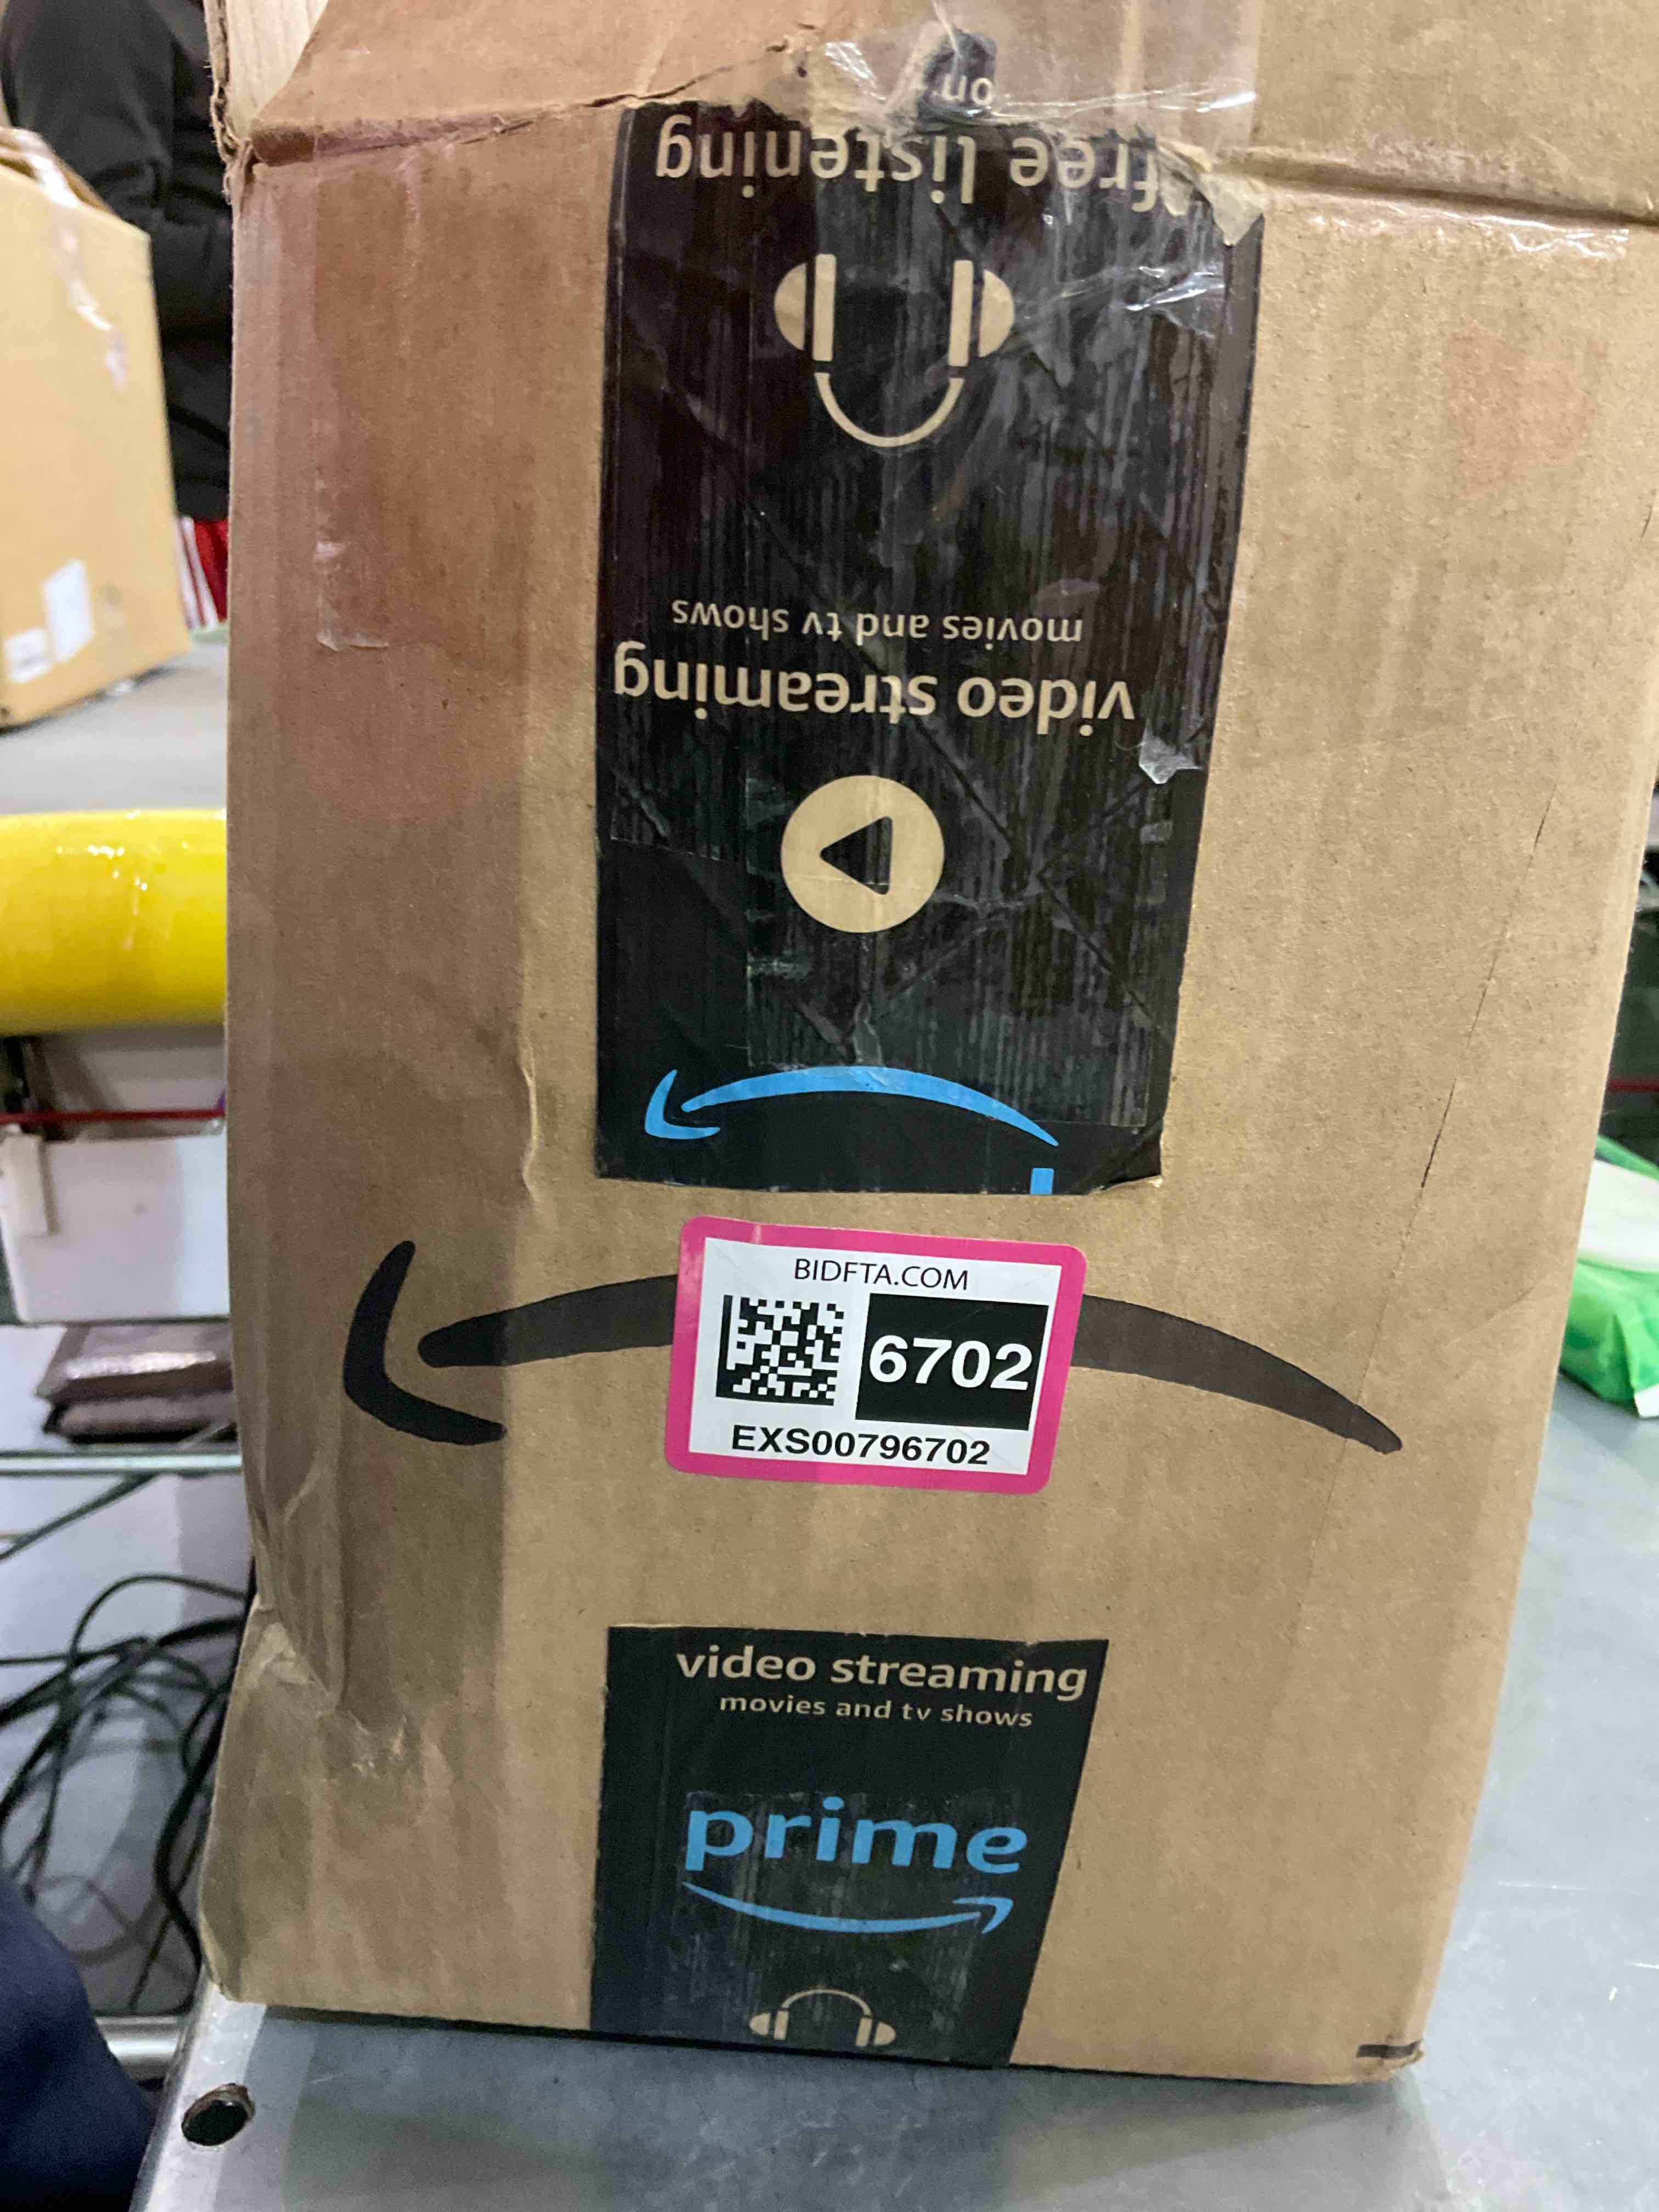 on
free listening
movies and tv shows
video streaming
BIDFTA.COM
6702
EXS00796702
video streaming
movies and tv shows
prime